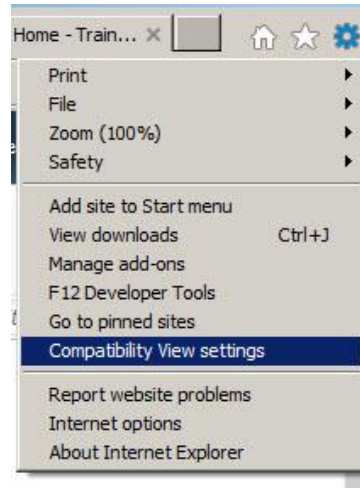 Home - Train...
Print
File
Zoom (100%)
Safety
Add site to Start menu
View downloads Ctrl+J
Manage add-ons
F12 Developer Tools
Go to pinned sites
Compatibility View settings
Report website problems
Internet options
About Internet Explorer